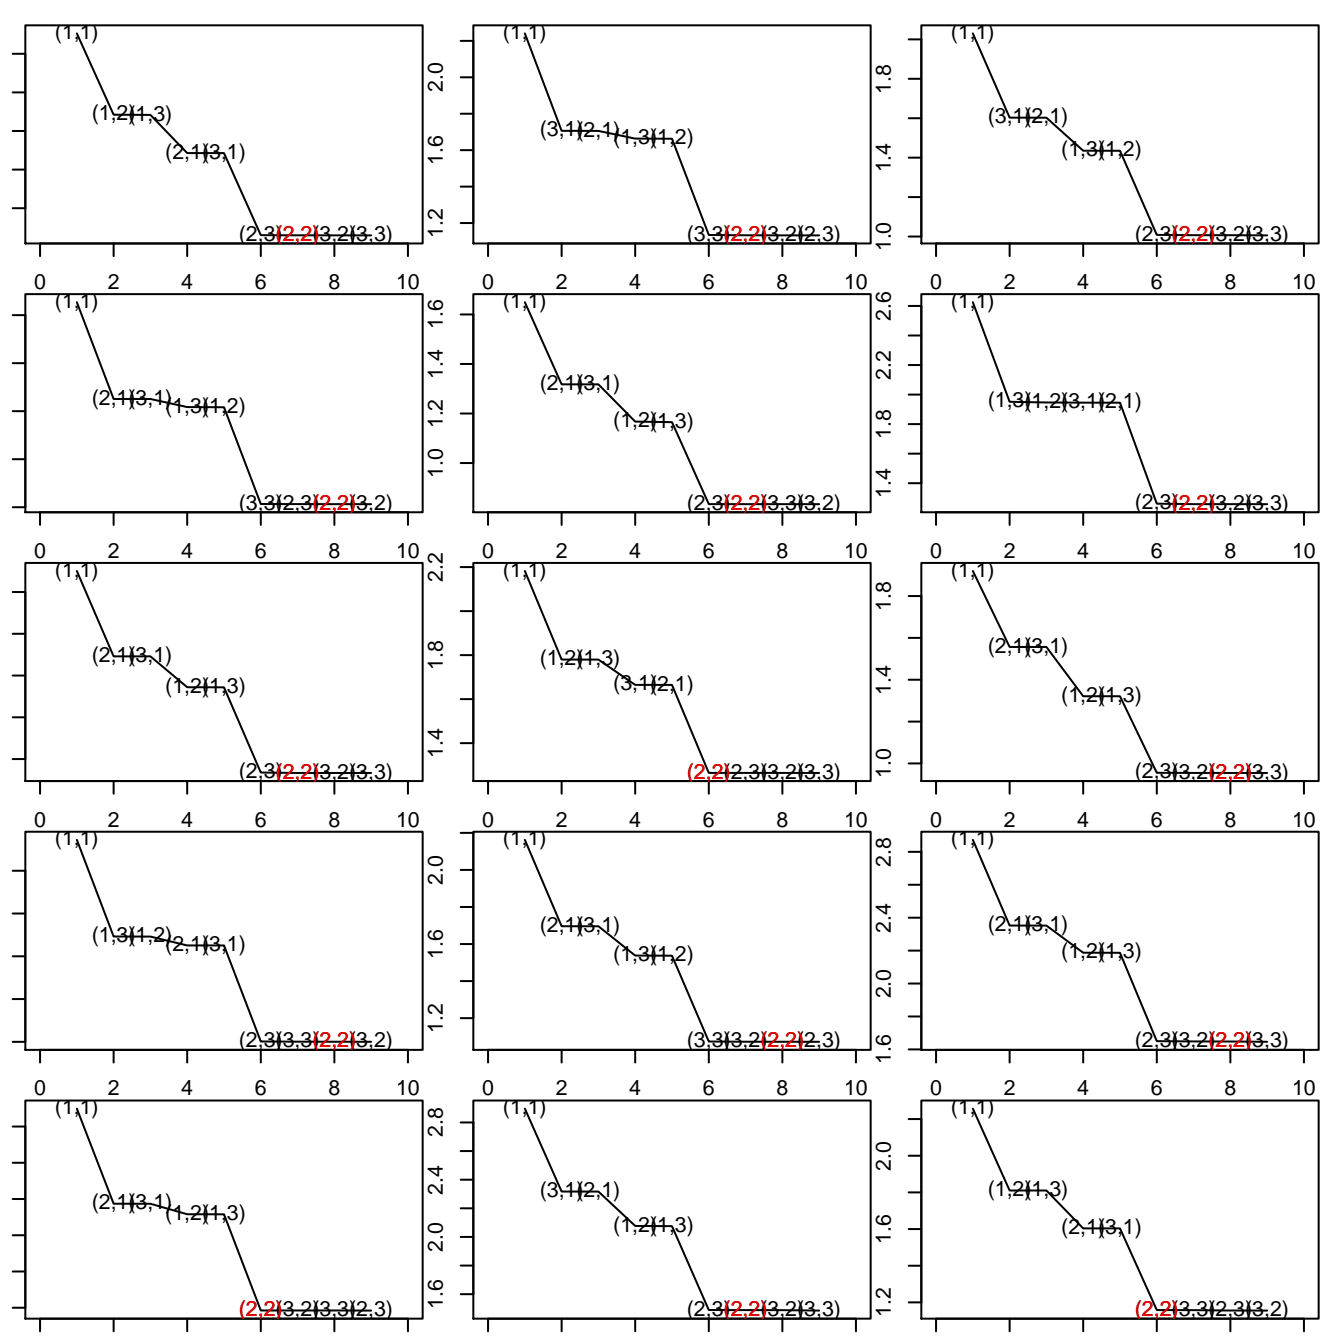 (1,1) (1,1) (1,1)
2.0 1.8
(1,2)(1,3) (3,1)(2,1)(1,3)(1,2) (3,1)(2,1)
(2,1)(3,1) 1.6 1.4 (1,3)(1,2)
1.2 1.0
(2,3)(2,2)(3,2)(3,3) (3,3)(2,2)(3,2)(2,3) (2,3)(2,2)(3,2)(3,3)
0 2 4 6 8 10 0 2 4 6 8 10 0 2 4 6 8 10
(1,1) 1.6 (1,1) 2.6 (1,1)
1.4 2.2
(2,1)(3,1)(1,3)(1,2) (2,1)(3,1) (1,3)(1,2)(3,1)(2,1)
1.2 (1,2)(1,3) 1.8
1.0 1.4
(3,3)(2,3)(2,2)(3,2) (2,3)(2,2)(3,3)(3,2) (2,3)(2,2)(3,2)(3,3)
0 2 4 6 8 10 0 2 4 6 8 10 0 2 4 6 8 10
(1,1) 2.2 (1,1) (1,1)
1.8
(2,1)(3,1) 1.8 (1,2)(1,3) (2,1)(3,1)
(1,2)(1,3) (3,1)(2,1) 1.4 (1,2)(1,3)
1.4 1.0
(2,3)(2,2)(3,2)(3,3) (2,2)(2,3)(3,2)(3,3) (2,3)(3,2)(2,2)(3,3)
0 2 4 6 8 10 0 2 4 6 8 10 0 2 4 6 8 10
(1,1) (1,1) (1,1)
2.0 2.8
(1,3)(1,2)(2,1)(3,1) (2,1)(3,1) 2.4 (2,1)(3,1)
1.6 (1,3)(1,2) (1,2)(1,3)
1.2 2.0
(2,3)(3,3)(2,2)(3,2) (3,3)(3,2)(2,2)(2,3) 1.6 (2,3)(3,2)(2,2)(3,3)
0 2 4 6 8 10 0 2 4 6 8 10 0 2 4 6 8 10
(1,1) 2.8 (1,1) (1,1)
2.4 2.0
(2,1)(3,1)(1,2)(1,3) (3,1)(2,1) (1,2)(1,3)
2.0 (1,2)(1,3) 1.6 (2,1)(3,1)
1.6 1.2
(2,2)(3,2)(3,3)(2,3) (2,3)(2,2)(3,2)(3,3) (2,2)(3,3)(2,3)(3,2)